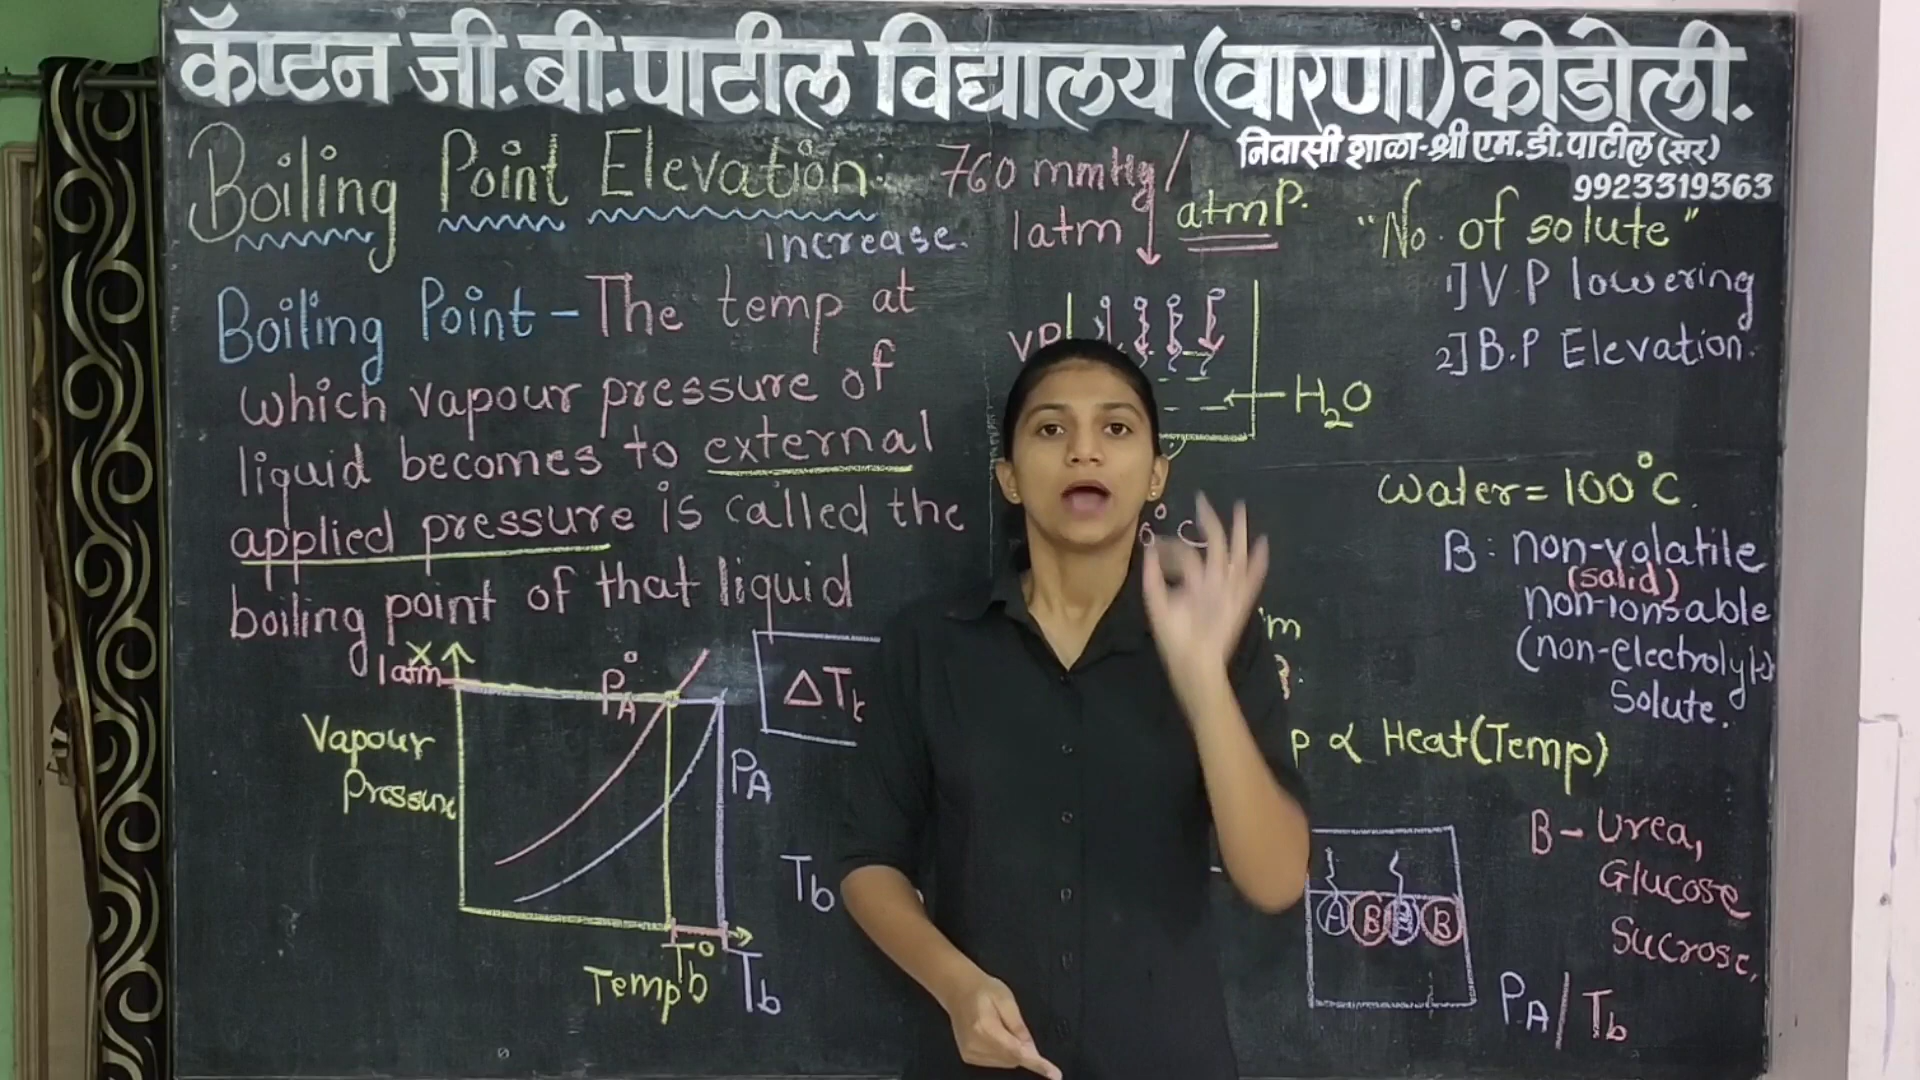 कॅप्टन जी.बी.पाटील विद्यालय (वारणा) कोडोली.
निवासी शाळा-श्री एम.डी.पाटील (सर)
9923319363
Boiling Point Elevation.
increase.
760 mmHg/
1atm
atmP.
"No. of solute"
1] V P lowering
2] B.P Elevation.
Boiling Point - The temp at
which vapour pressure of
liquid becomes to external
applied pressure is called the
boiling point of that liquid
VP
H2O
Water = 100°C.
B: non-volatile
(solid)
non-ionsable
(non-electrolyte)
Solute.
°C
m
P ∝ Heat(Temp)
X
1atm
P°A
Vapour
Pressure
PA
Temp
T°b
Tb
Tb
A B A B
B - Urea,
Glucose
Sucrose,
PA/Tb